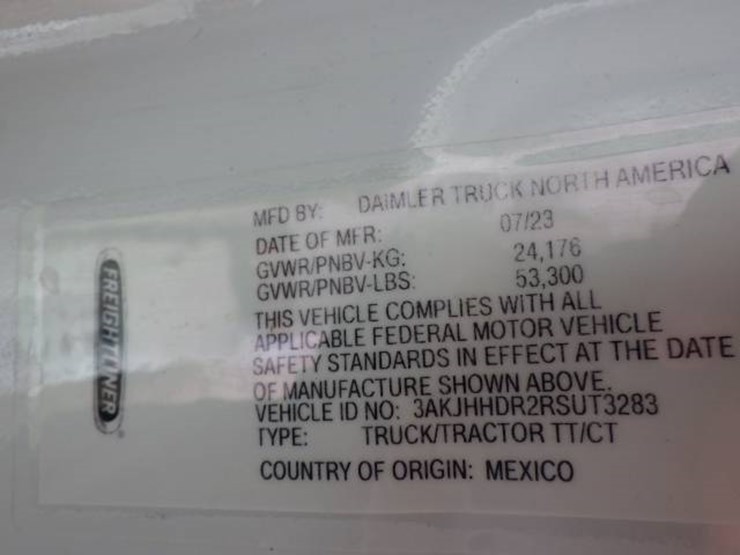 FREIGHTLINER
MFD BY: DAIMLER TRUCK NORTH AMERICA
DATE OF MFR: 07/23
GVWR/PNBV-KG: 24,176
GVWR/PNBV-LBS: 53,300
THIS VEHICLE COMPLIES WITH ALL
APPLICABLE FEDERAL MOTOR VEHICLE
SAFETY STANDARDS IN EFFECT AT THE DATE
OF MANUFACTURE SHOWN ABOVE.
VEHICLE ID NO: 3AKJHHDR2RSUT3283
TYPE: TRUCK/TRACTOR TT/CT
COUNTRY OF ORIGIN: MEXICO